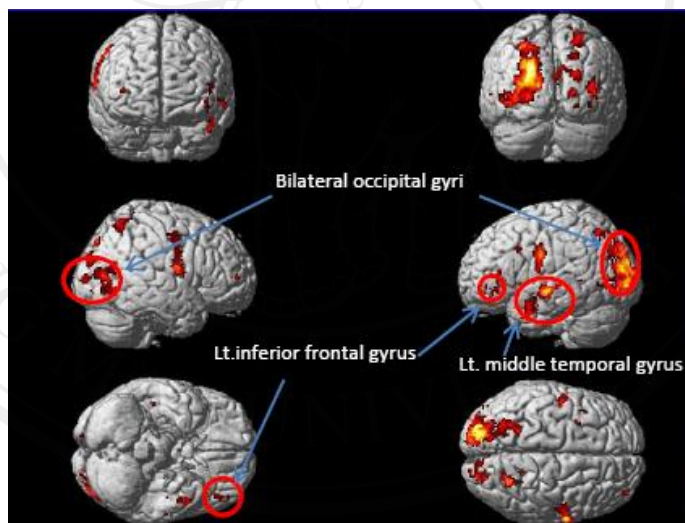 Bilateral occipital gyri
Lt.inferior frontal gyrus
Lt. middle temporal gyrus